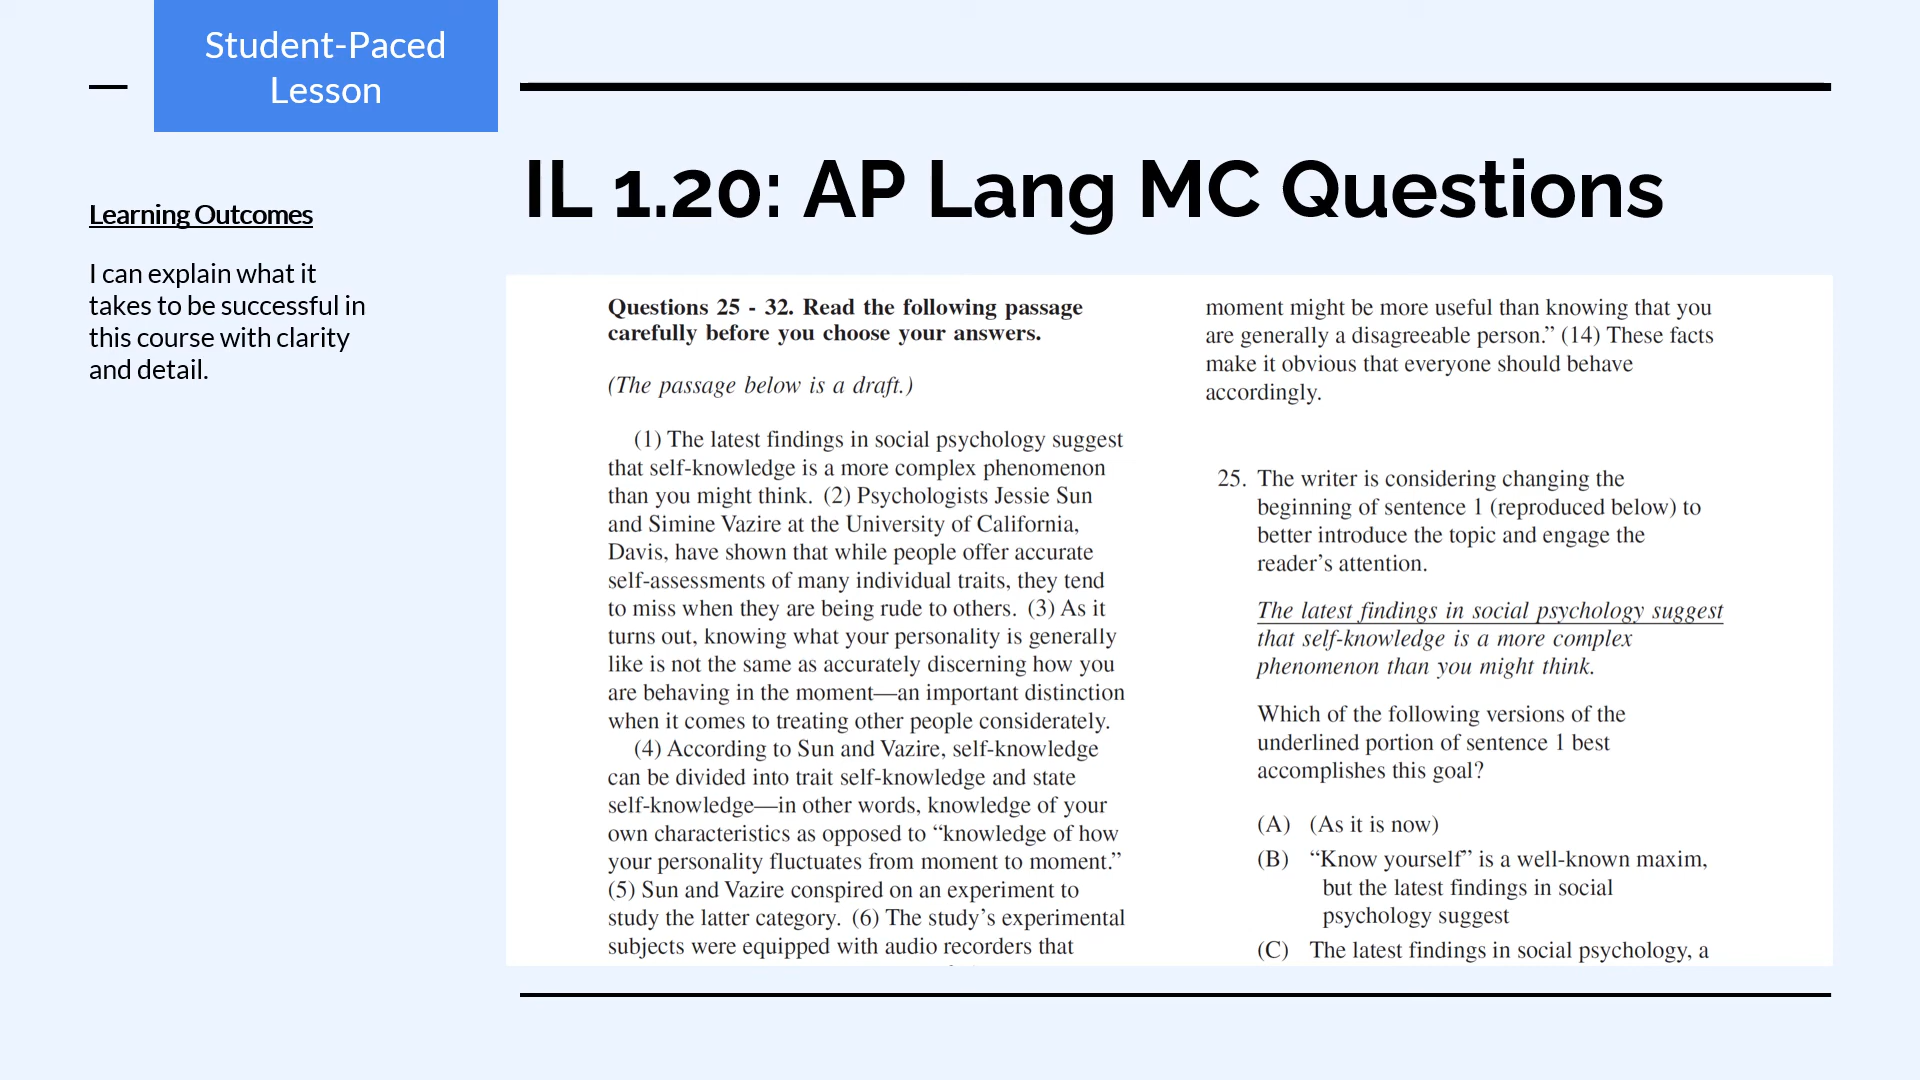 Student-Paced
Lesson
Learning Outcomes
I can explain what it
takes to be successful in
this course with clarity
and detail.
IL 1.20: AP Lang MC Questions
Questions 25 - 32. Read the following passage
carefully before you choose your answers.
(The passage below is a draft.)
(1) The latest findings in social psychology suggest
that self-knowledge is a more complex phenomenon
than you might think. (2) Psychologists Jessie Sun
and Simine Vazire at the University of California,
Davis, have shown that while people offer accurate
self-assessments of many individual traits, they tend
to miss when they are being rude to others. (3) As it
turns out, knowing what your personality is generally
like is not the same as accurately discerning how you
are behaving in the moment—an important distinction
when it comes to treating other people considerately.
(4) According to Sun and Vazire, self-knowledge
can be divided into trait self-knowledge and state
self-knowledge—in other words, knowledge of your
own characteristics as opposed to “knowledge of how
your personality fluctuates from moment to moment.”
(5) Sun and Vazire conspired on an experiment to
study the latter category. (6) The study’s experimental
subjects were equipped with audio recorders that
moment might be more useful than knowing that you
are generally a disagreeable person.” (14) These facts
make it obvious that everyone should behave
accordingly.
25. The writer is considering changing the
beginning of sentence 1 (reproduced below) to
better introduce the topic and engage the
reader’s attention.
The latest findings in social psychology suggest
that self-knowledge is a more complex
phenomenon than you might think.
Which of the following versions of the
underlined portion of sentence 1 best
accomplishes this goal?
(A) (As it is now)
(B) “Know yourself” is a well-known maxim,
but the latest findings in social
psychology suggest
(C) The latest findings in social psychology, a